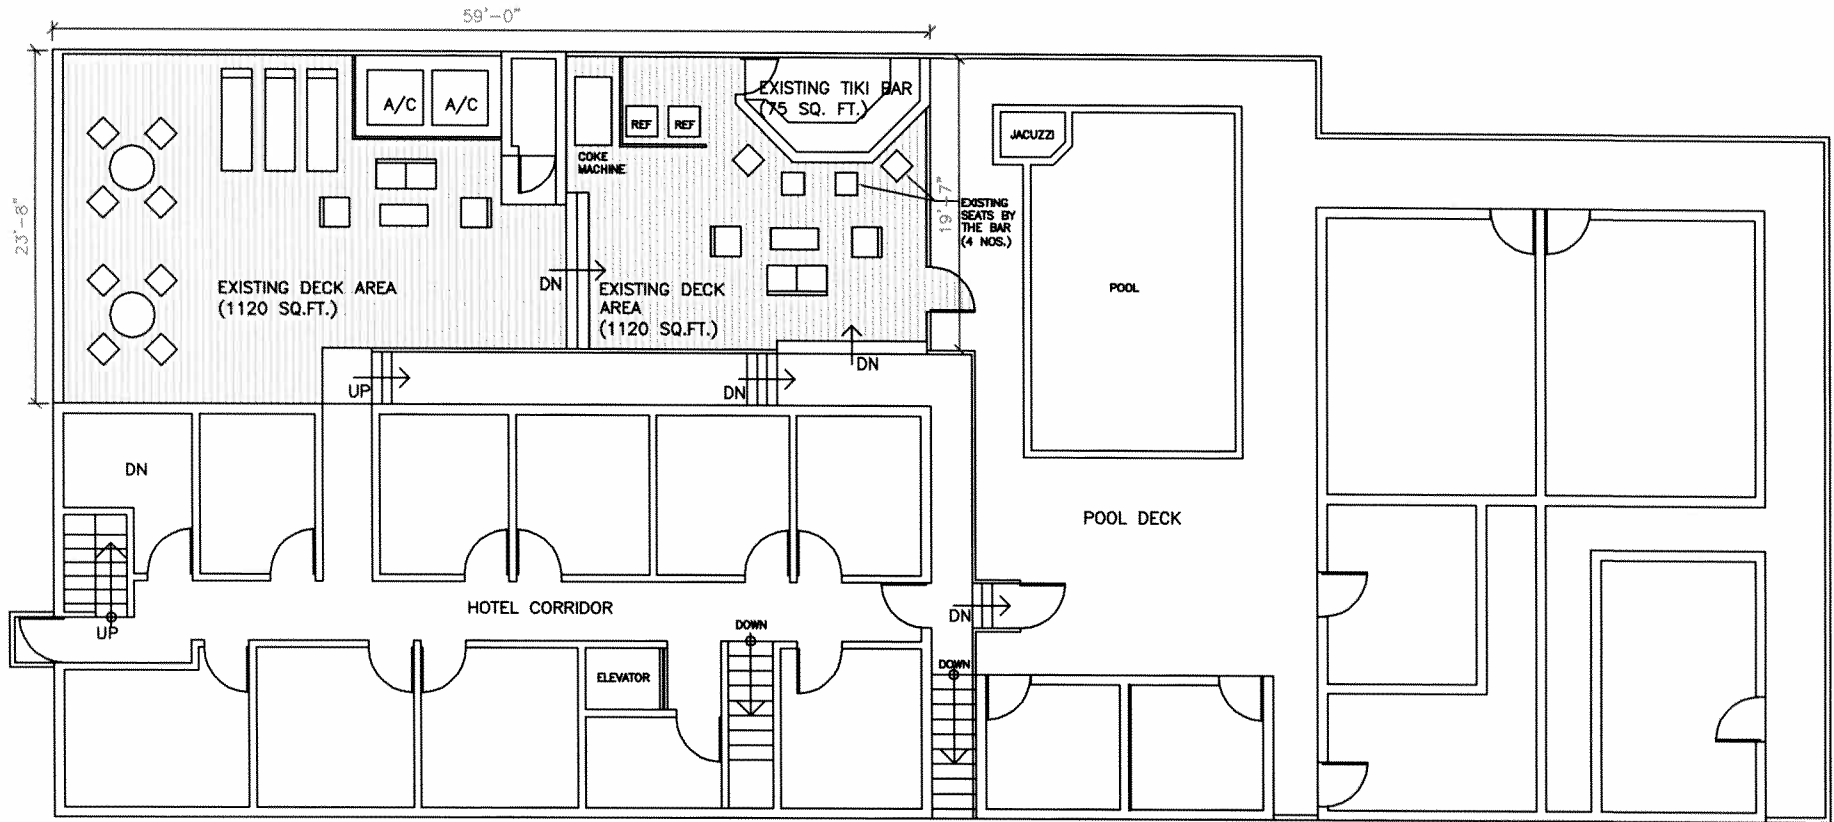 59'-0"
A/C
A/C
EXISTING TIKI BAR
(75 SQ. FT.)
REF
REF
JACUZZI
COKE
MACHINE
23'-8"
19'-7"
EXISTING
SEATS BY
THE BAR
(4 NOS.)
DN
EXISTING DECK AREA
(1120 SQ.FT.)
EXISTING DECK
AREA
(1120 SQ.FT.)
POOL
DN
UP
DN
DN
POOL DECK
HOTEL CORRIDOR
DN
UP
DOWN
DOWN
ELEVATOR